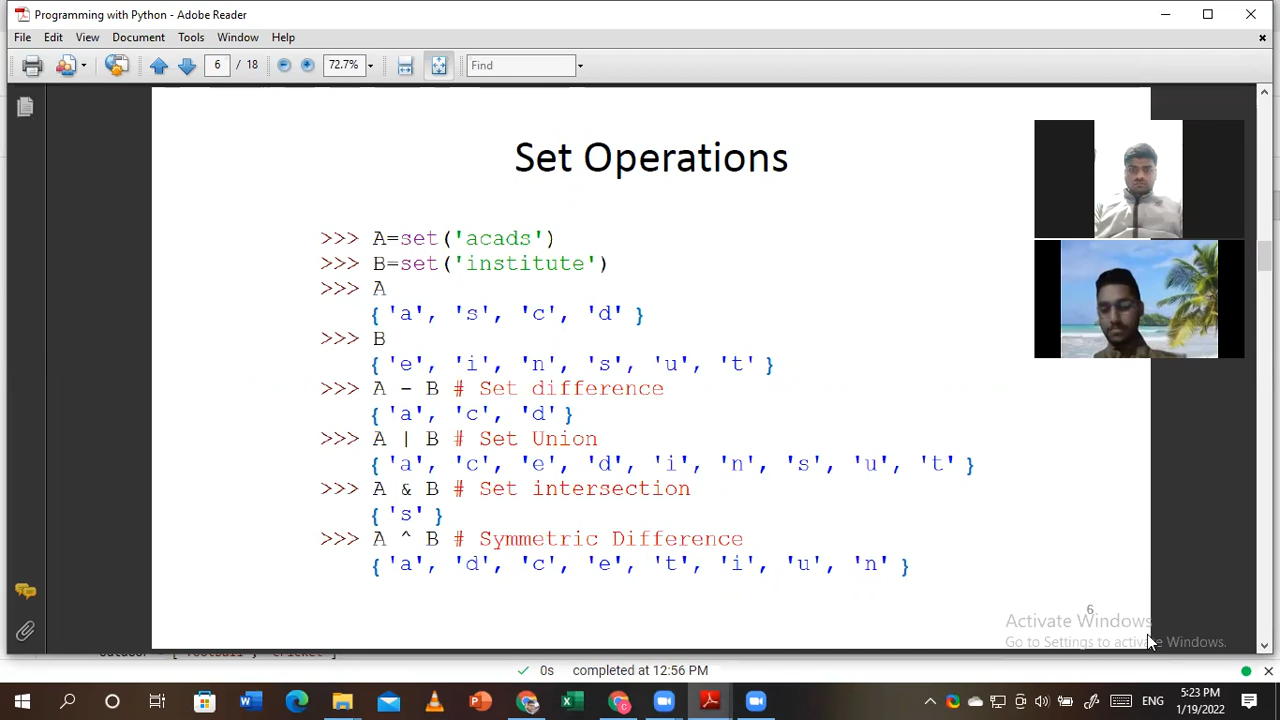 Programming with Python - Adobe Reader
File Edit View Document Tools Window Help
6 / 18 72.7% Find
Set Operations
>>> A=set('acads')
>>> B=set('institute')
>>> A
{'a', 's', 'c', 'd'}
>>> B
{'e', 'i', 'n', 's', 'u', 't'}
>>> A - B # Set difference
{'a', 'c', 'd'}
>>> A | B # Set Union
{'a', 'c', 'e', 'd', 'i', 'n', 's', 'u', 't'}
>>> A & B # Set intersection
{'s'}
>>> A ^ B # Symmetric Difference
{'a', 'd', 'c', 'e', 't', 'i', 'u', 'n'}
6
Activate Windows
Go to Settings to activate Windows.
0s completed at 12:56 PM
ENG
5:23 PM
1/19/2022